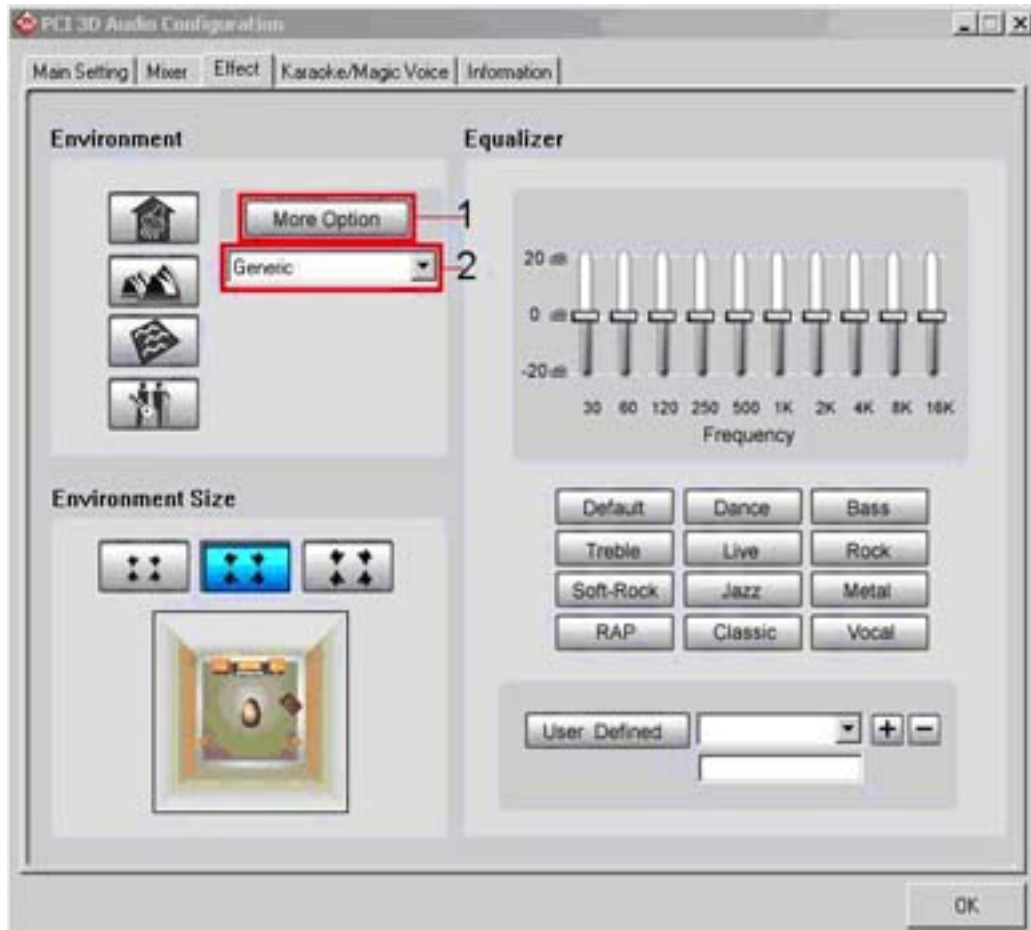 PCI 3D Audio Configuration
Main Setting Mixer Effect Karaoke/Magic Voice Information
Environment
More Option
1
Generic
2
Environment Size
Equalizer
20 dB
0 dB
-20 dB
30 60 120 250 500 1K 2K 4K 8K 16K
Frequency
Default Dance Bass
Treble Live Rock
Soft-Rock Jazz Metal
RAP Classic Vocal
User Defined
OK